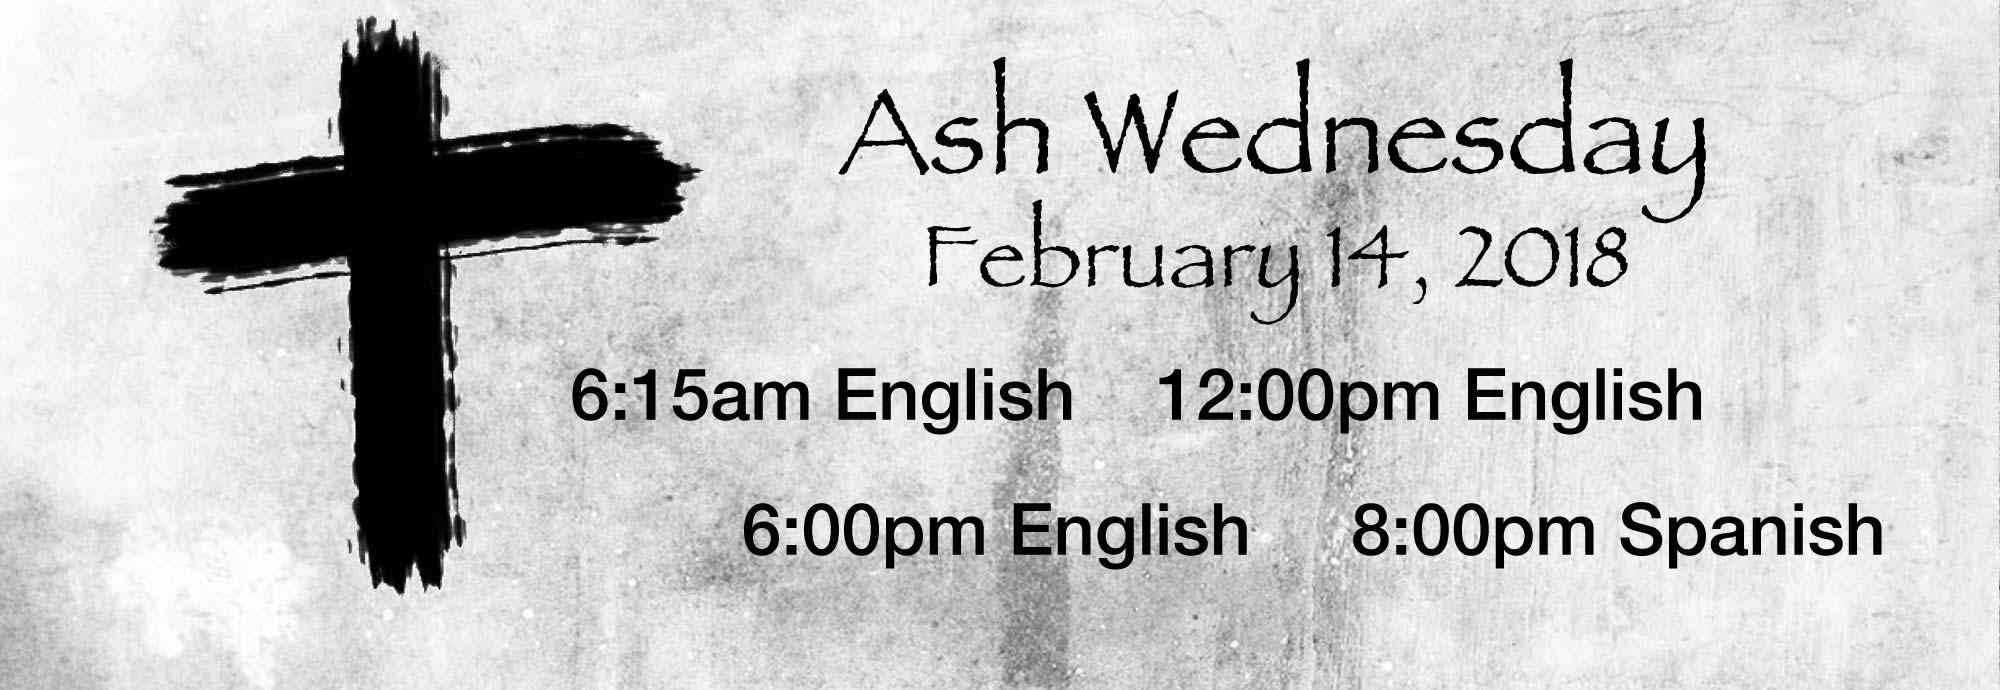 Ash Wednesday
February 14, 2018
6:15am English 12:00pm English
6:00pm English 8:00pm Spanish